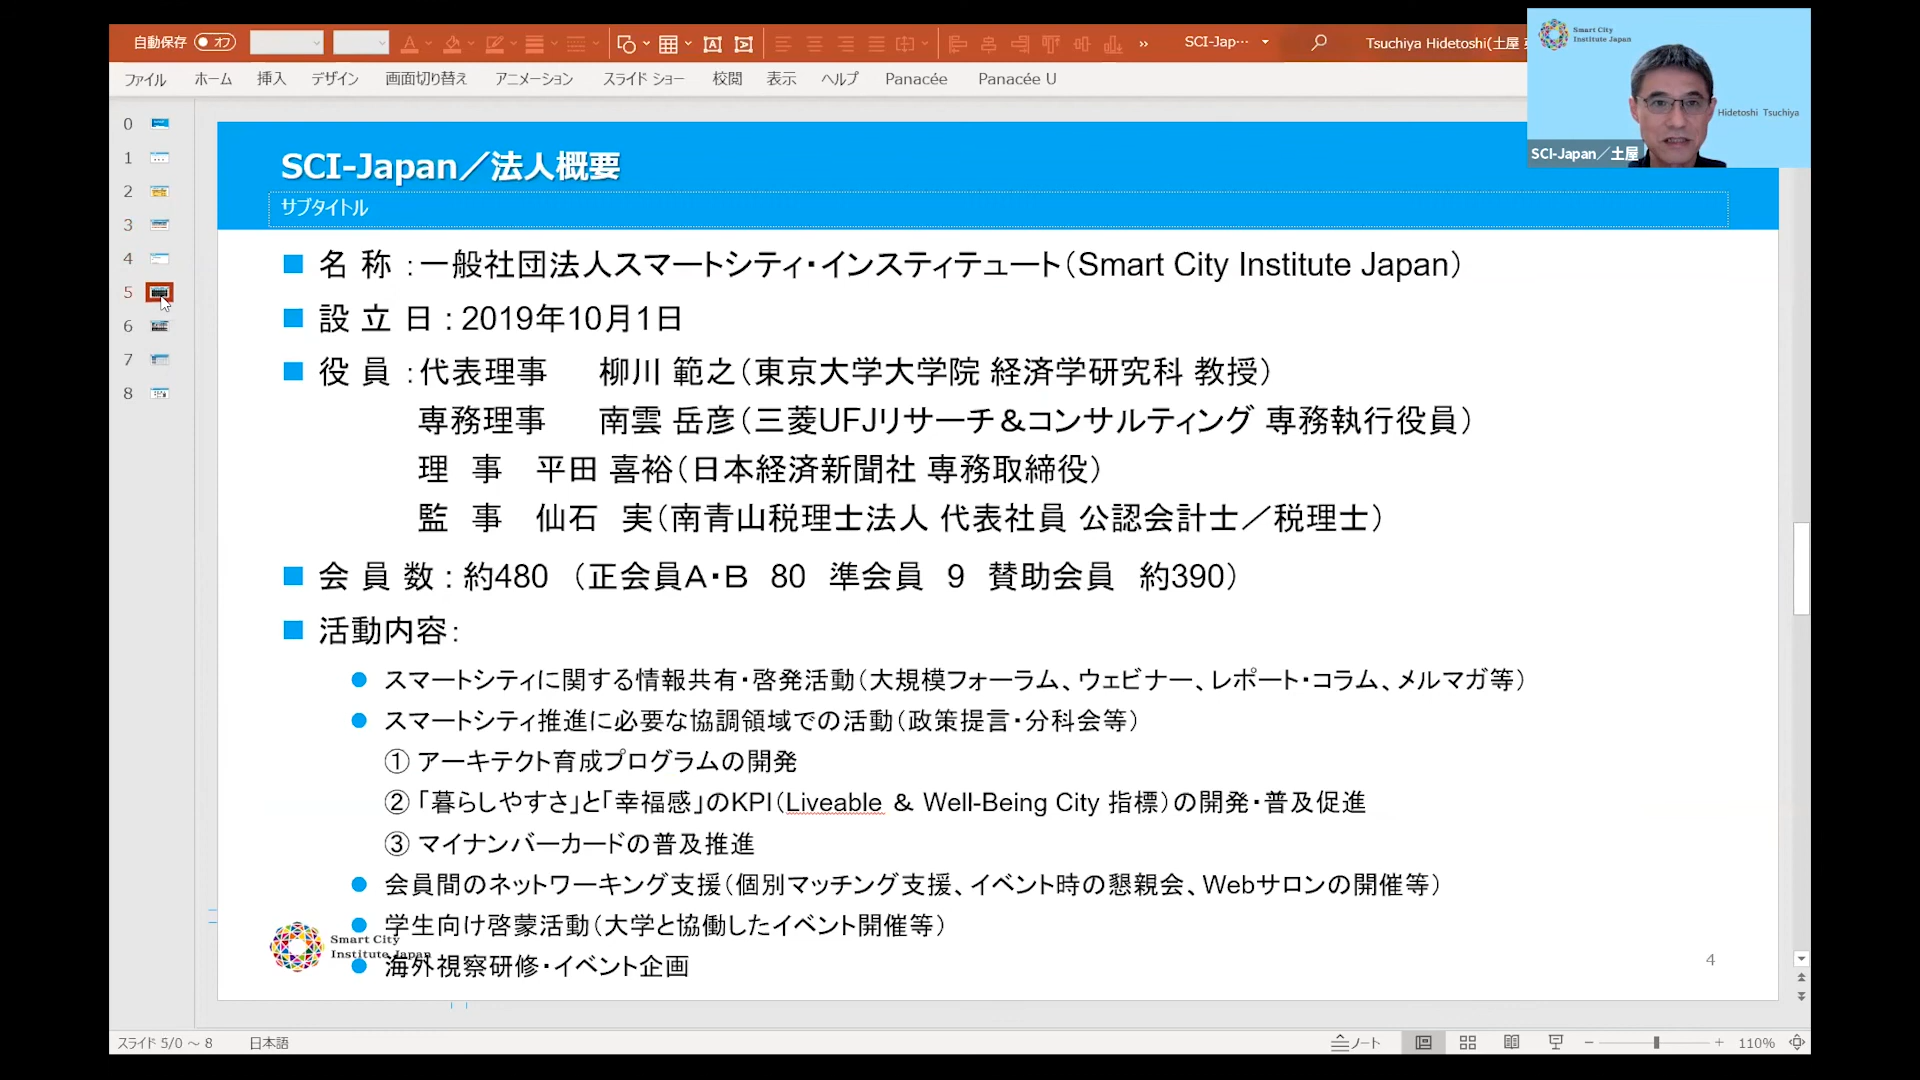 自動保存 オフ
SCI-Jap… Tsuchiya Hidetoshi(土屋
ファイル ホーム 挿入 デザイン 画面切り替え アニメーション スライド ショー 校閲 表示 ヘルプ Panacée Panacée U
Smart City
Institute Japan
Hidetoshi Tsuchiya
SCI-Japan／土屋
0
1
2
3
4
5
6
7
8
SCI-Japan／法人概要
サブタイトル
名 称 ：一般社団法人スマートシティ・インスティテュート（Smart City Institute Japan）
設 立 日 : 2019年10月1日
役 員 ：代表理事 柳川 範之（東京大学大学院 経済学研究科 教授）
専務理事 南雲 岳彦（三菱UFJリサーチ＆コンサルティング 専務執行役員）
理 事 平田 喜裕（日本経済新聞社 専務取締役）
監 事 仙石 実（南青山税理士法人 代表社員 公認会計士／税理士）
会 員 数 : 約480 （正会員A・B 80 準会員 9 賛助会員 約390）
活動内容：
スマートシティに関する情報共有・啓発活動（大規模フォーラム、ウェビナー、レポート・コラム、メルマガ等）
スマートシティ推進に必要な協調領域での活動（政策提言・分科会等）
① アーキテクト育成プログラムの開発
② 「暮らしやすさ」と「幸福感」のKPI（Liveable ＆ Well-Being City 指標）の開発・普及促進
③ マイナンバーカードの普及推進
会員間のネットワーキング支援（個別マッチング支援、イベント時の懇親会、Webサロンの開催等）
学生向け啓蒙活動（大学と協働したイベント開催等）
海外視察研修・イベント企画
Smart City
Institute Japan
4
スライド 5/0 ～ 8 日本語 ノート 110%